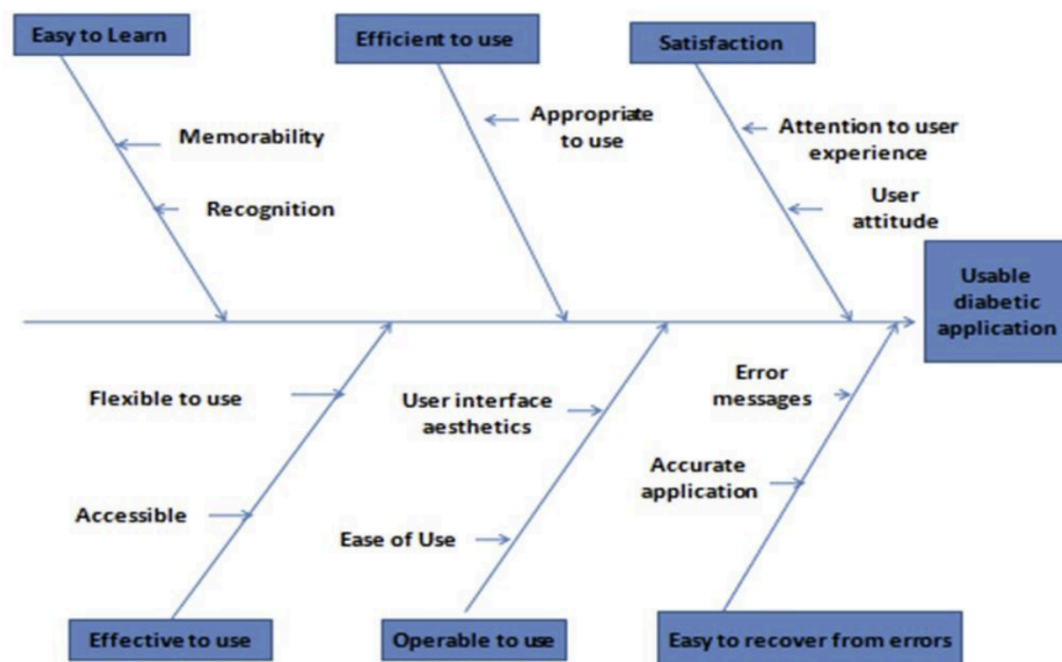 Easy to Learn
Efficient to use
Satisfaction
Memorability
Recognition
Appropriate
to use
Attention to user
experience
User
attitude
Usable
diabetic
application
Flexible to use
Accessible
User interface
aesthetics
Ease of Use
Error
messages
Accurate
application
Effective to use
Operable to use
Easy to recover from errors